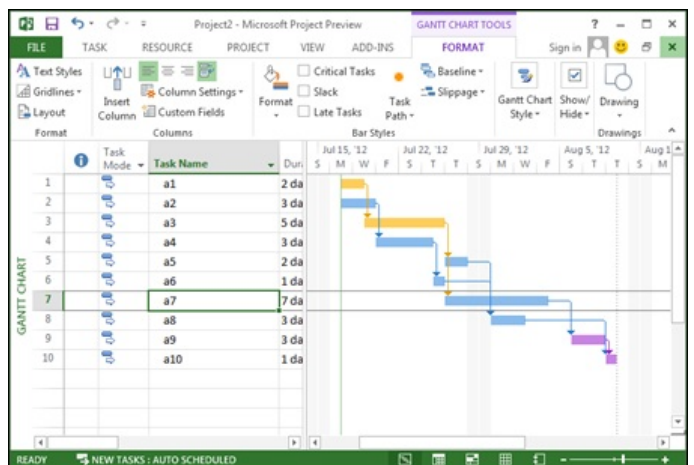 Project2 - Microsoft Project Preview
GANTT CHART TOOLS
?
FILE TASK RESOURCE PROJECT VIEW ADD-INS FORMAT Sign in
Text Styles
Gridlines
Layout
Format
Insert Column
Column Settings
Custom Fields
Columns
Format
Critical Tasks
Slack
Late Tasks
Task Path
Baseline
Slippage
Bar Styles
Gantt Chart Style
Show/ Hide
Drawing
Drawings
Task Mode Task Name Dur
Jul 15, '12 Jul 22, '12 Jul 29, '12 Aug 5, '12 Aug 1
S M W F S T T S M W F S T T S M
1 a1 2 da
2 a2 3 da
3 a3 5 da
4 a4 3 da
5 a5 2 da
6 a6 1 da
7 a7 7 da
8 a8 3 da
9 a9 3 da
10 a10 1 da
GANTT CHART
READY NEW TASKS : AUTO SCHEDULED